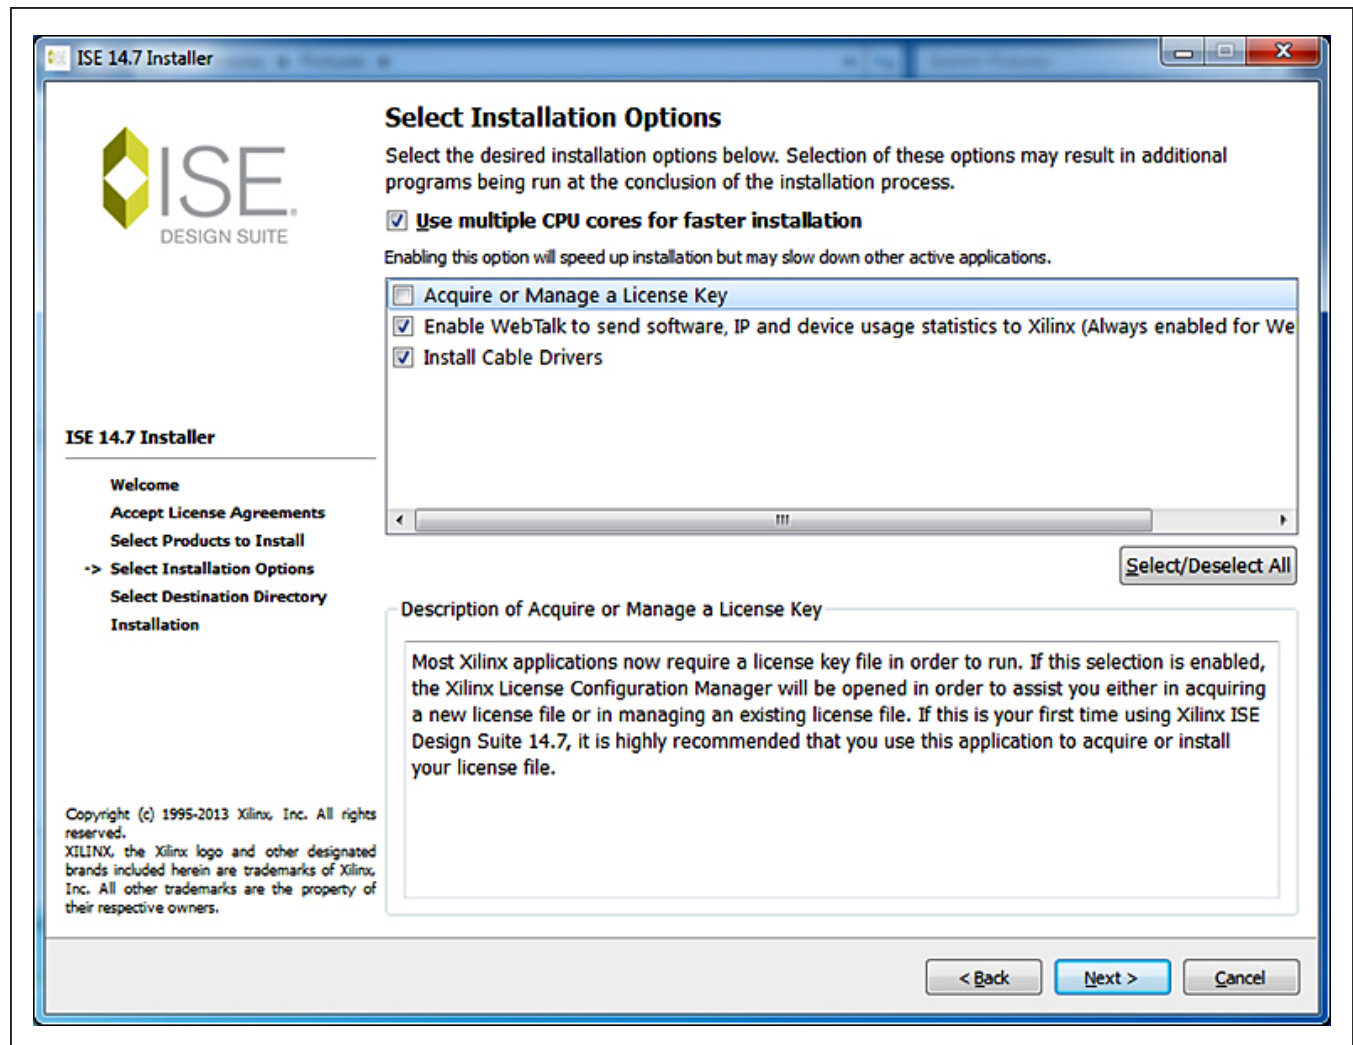 ISE 14.7 Installer
ISE.
DESIGN SUITE
ISE 14.7 Installer
Welcome
Accept License Agreements
Select Products to Install
-> Select Installation Options
Select Destination Directory
Installation
Copyright (c) 1995-2013 Xilinx, Inc. All rights
reserved.
XILINX, the Xilinx logo and other designated
brands included herein are trademarks of Xilinx,
Inc. All other trademarks are the property of
their respective owners.
Select Installation Options
Select the desired installation options below. Selection of these options may result in additional
programs being run at the conclusion of the installation process.
Use multiple CPU cores for faster installation
Enabling this option will speed up installation but may slow down other active applications.
Acquire or Manage a License Key
Enable WebTalk to send software, IP and device usage statistics to Xilinx (Always enabled for We
Install Cable Drivers
Select/Deselect All
Description of Acquire or Manage a License Key
Most Xilinx applications now require a license key file in order to run. If this selection is enabled,
the Xilinx License Configuration Manager will be opened in order to assist you either in acquiring
a new license file or in managing an existing license file. If this is your first time using Xilinx ISE
Design Suite 14.7, it is highly recommended that you use this application to acquire or install
your license file.
< Back
Next >
Cancel